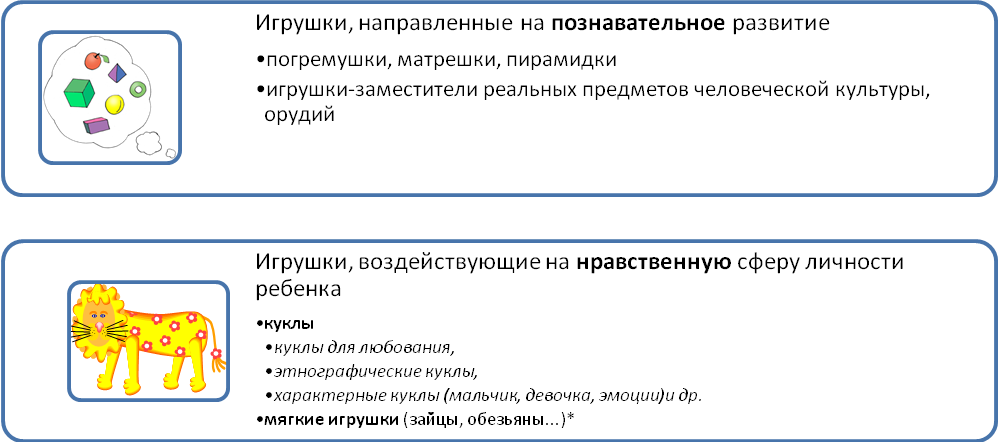 Игрушки, направленные на познавательное развитие
•погремушки, матрешки, пирамидки
•игрушки-заместители реальных предметов человеческой культуры,
орудий
Игрушки, воздействующие на нравственную сферу личности
ребенка
•куклы
•куклы для любования,
•этнографические куклы,
•характерные куклы (мальчик, девочка, эмоции)и др.
•мягкие игрушки (зайцы, обезьяны...)*